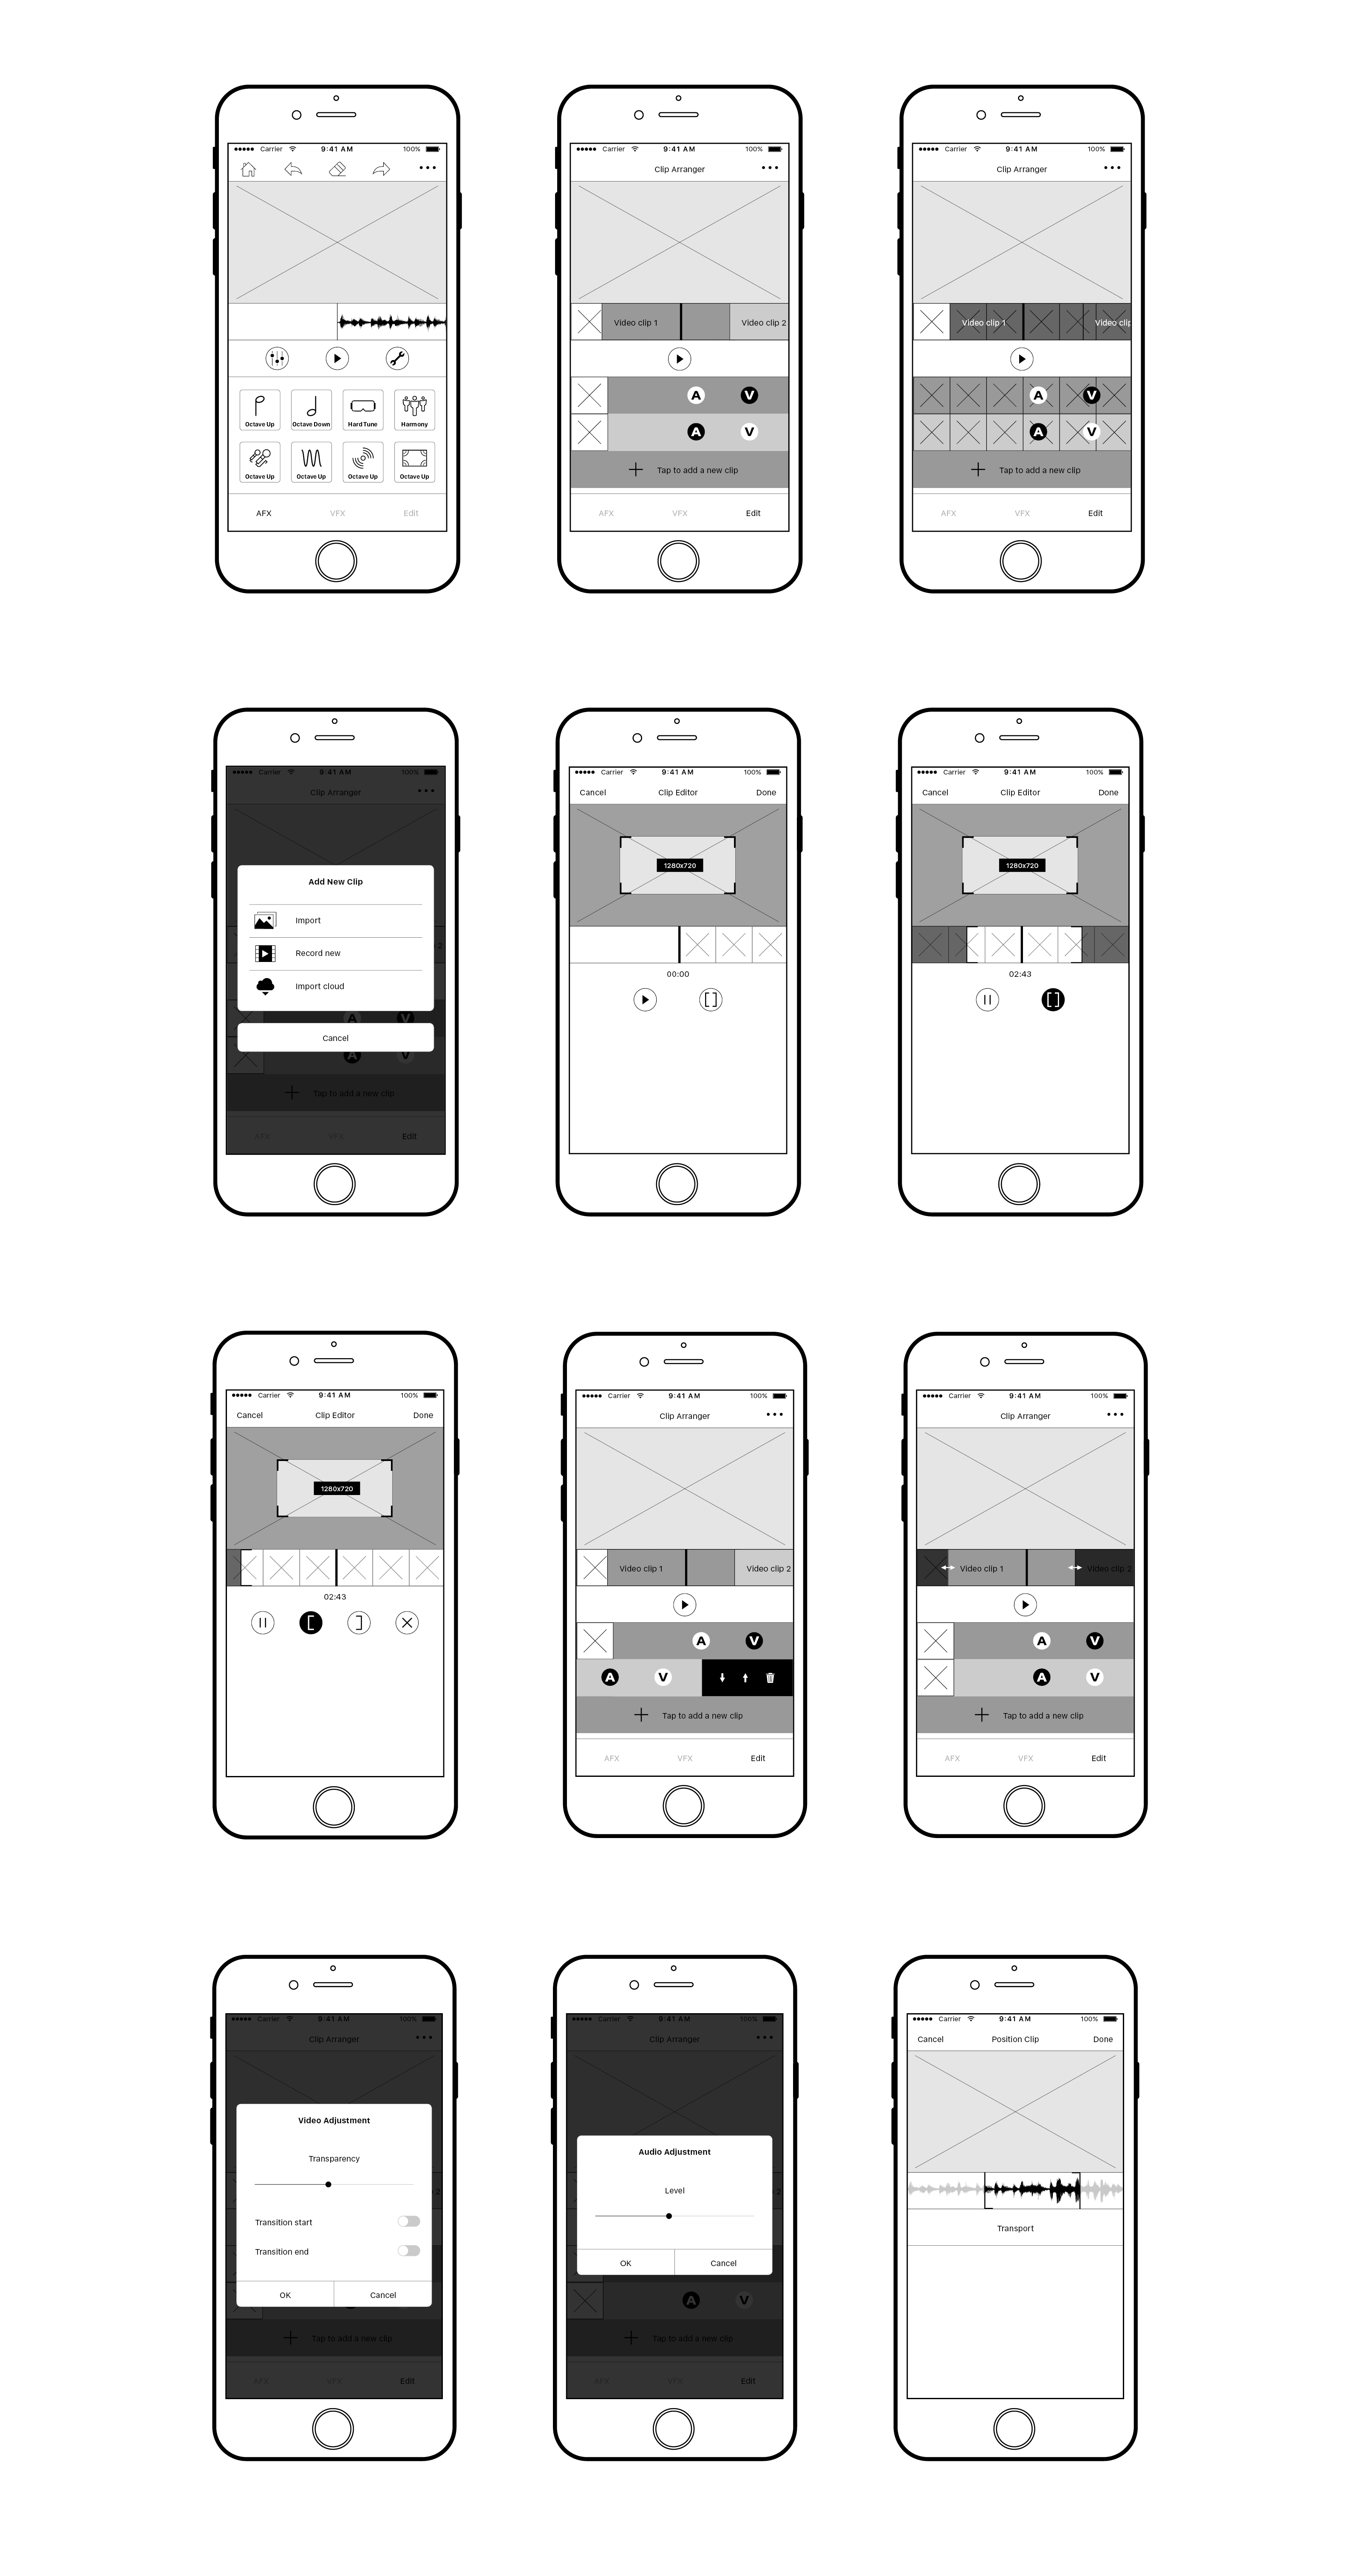 Carrier 9:41 AM 100%
Octave Up Octave Down Hard Tune Harmony
Octave Up Octave Up Octave Up Octave Up
AFX VFX Edit
Carrier 9:41 AM 100%
Clip Arranger
Video clip 1 Video clip 2
A V
A V
Tap to add a new clip
AFX VFX Edit
Carrier 9:41 AM 100%
Clip Arranger
Video clip 1 Video clip
A V
A V
Tap to add a new clip
AFX VFX Edit
Carrier 9:41 AM 100%
Clip Arranger
Add New Clip
2
Import
Record new
Import cloud
A V
Cancel
A V
Tap to add a new clip
AFX VFX Edit
Carrier 9:41 AM 100%
Cancel Clip Editor Done
1280x720
00:00
Carrier 9:41 AM 100%
Cancel Clip Editor Done
1280x720
02:43
Carrier 9:41 AM 100%
Cancel Clip Editor Done
1280x720
02:43
Carrier 9:41 AM 100%
Clip Arranger
Video clip 1 Video clip 2
A V
A V
Tap to add a new clip
AFX VFX Edit
Carrier 9:41 AM 100%
Clip Arranger
Video clip 1 Video clip 2
A V
A V
Tap to add a new clip
AFX VFX Edit
Carrier 9:41 AM 100%
Clip Arranger
Video Adjustment
Transparency
2
Transition start
Transition end
OK Cancel
Tap to add a new clip
AFX VFX Edit
Carrier 9:41 AM 100%
Clip Arranger
Audio Adjustment
Level
2
OK Cancel
A V
Tap to add a new clip
AFX VFX Edit
Carrier 9:41 AM 100%
Cancel Position Clip Done
Transport